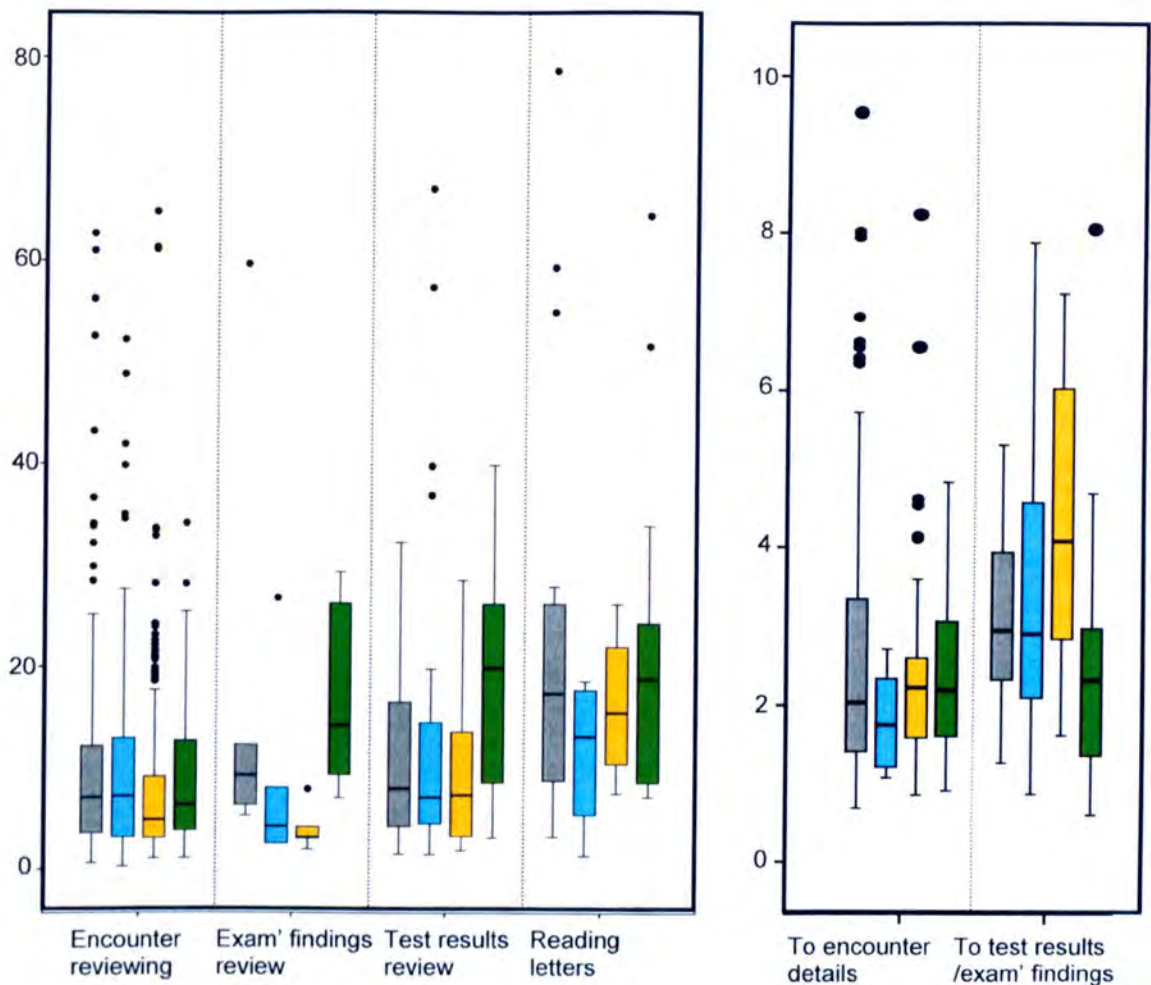 80
60
40
20
0
Encounter
reviewing
Exam' findings
review
Test results
review
Reading
letters
10
8
6
4
2
0
To encounter
details
To test results
/exam' findings